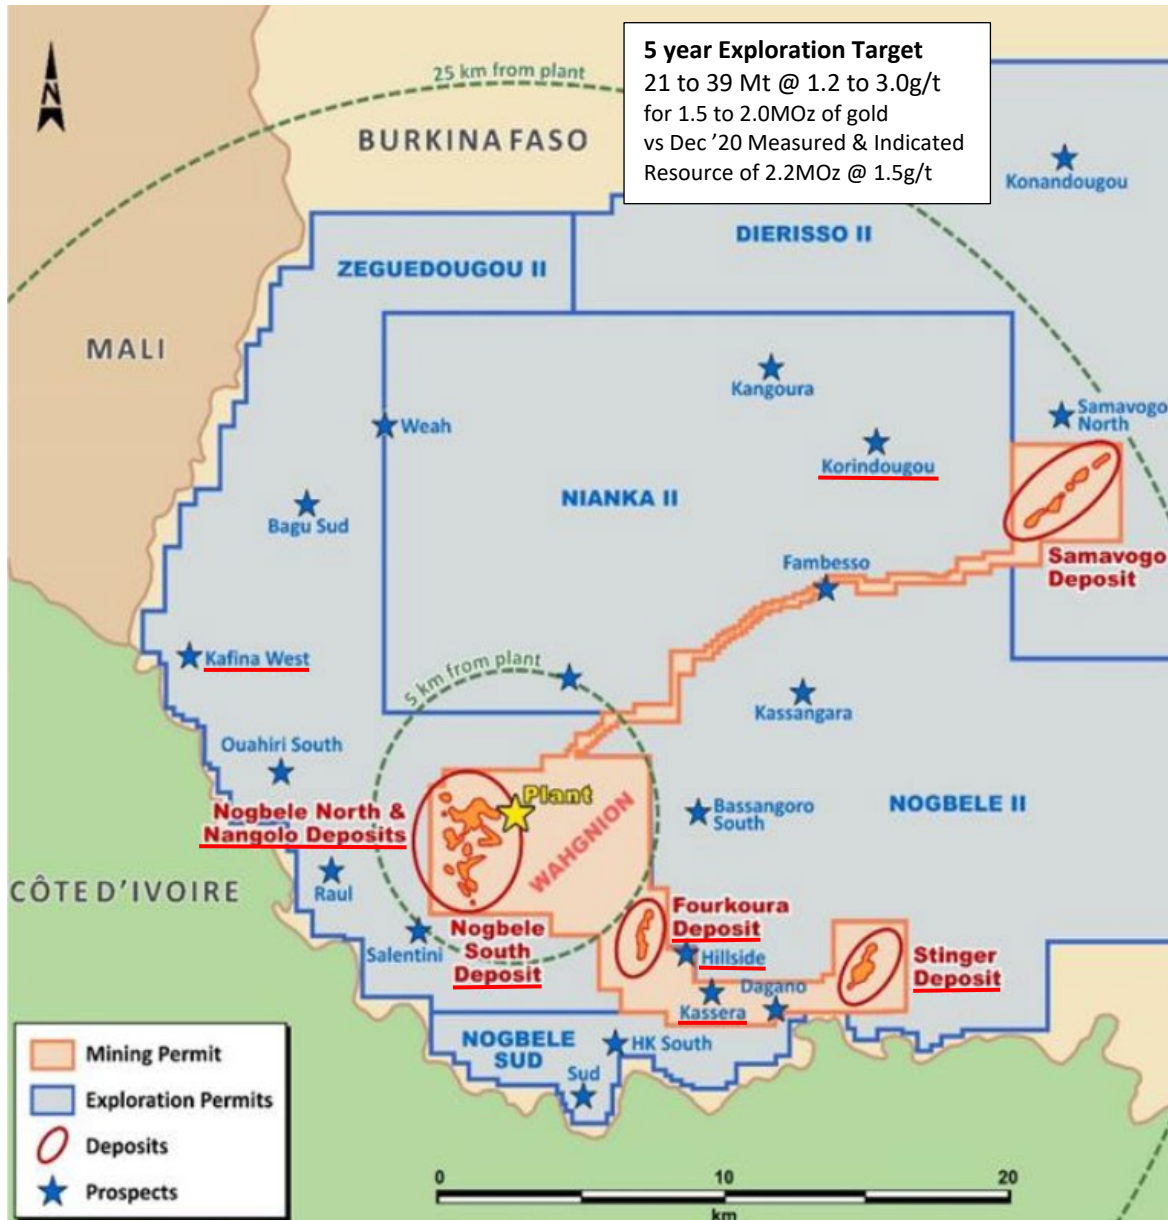 5 year Exploration Target
21 to 39 Mt @ 1.2 to 3.0g/t
for 1.5 to 2.0MOz of gold
vs Dec ’20 Measured & Indicated
Resource of 2.2MOz @ 1.5g/t
N
25 km from plant
BURKINA FASO
Konandougou
DIERISSO II
ZEGUEDOUGOU II
MALI
Kangoura
Weah
Samavogo
North
Korindougou
NIANKA II
Bagu Sud
Fambesso
Samavogo
Deposit
Kafina West
5 km from plant
Kassangara
Ouahiri South
Plant
Nogbele North &
Nangolo Deposits
Bassangoro
South
NOGBELE II
WAHGNION
CÔTE D’IVOIRE
Raul
Fourkoura
Deposit
Salentini
Nogbele
South
Deposit
Hillside
Stinger
Deposit
Kassera
Dagano
NOGBELE
SUD
HK South
Sud
Mining Permit
Exploration Permits
Deposits
Prospects
0 10 20
km